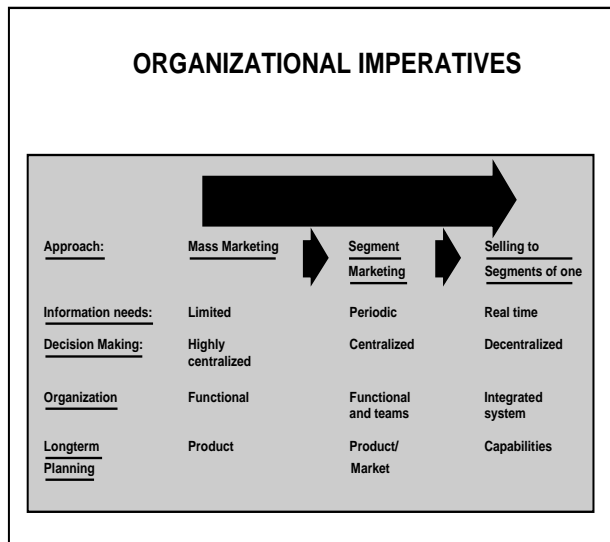 ORGANIZATIONAL IMPERATIVES
Approach: Mass Marketing Segment Selling to
Marketing Segments of one
Information needs: Limited Periodic Real time
Decision Making: Highly Centralized Decentralized
centralized
Organization Functional Functional Integrated
and teams system
Longterm Product Product/ Capabilities
Planning Market